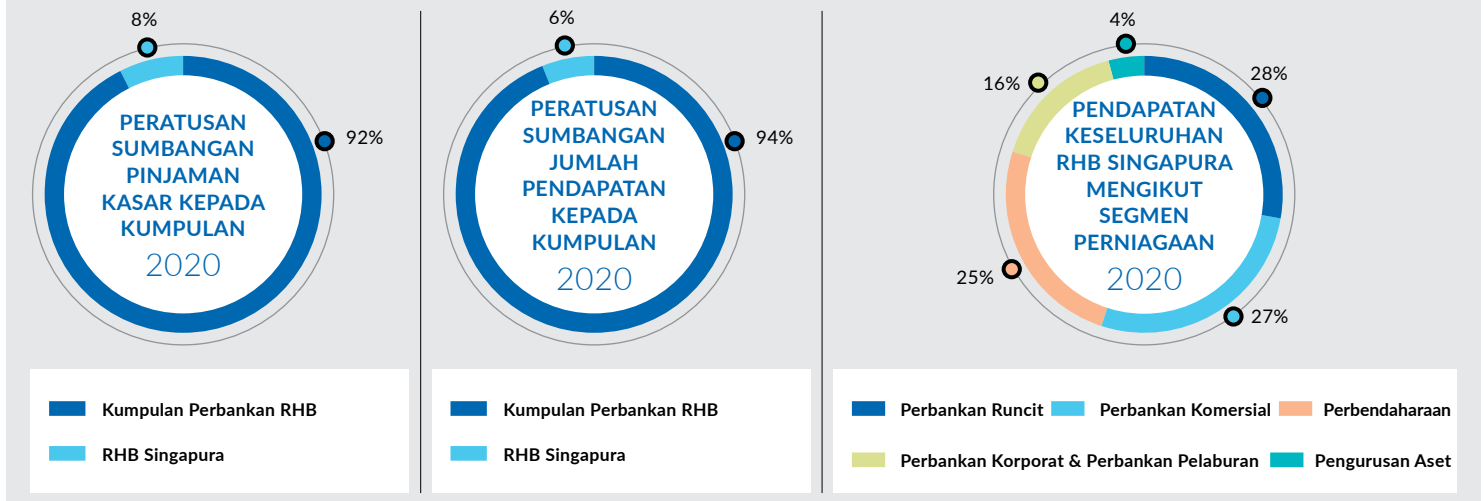 8%
92%
PERATUSAN
SUMBANGAN
PINJAMAN
KASAR KEPADA
KUMPULAN
2020
Kumpulan Perbankan RHB
RHB Singapura
6%
94%
PERATUSAN
SUMBANGAN
JUMLAH
PENDAPATAN
KEPADA
KUMPULAN
2020
Kumpulan Perbankan RHB
RHB Singapura
4%
28%
16%
25%
27%
PENDAPATAN
KESELURUHAN
RHB SINGAPURA
MENGIKUT
SEGMEN
PERNIAGAAN
2020
Perbankan Runcit Perbankan Komersial Perbendaharaan
Perbankan Korporat & Perbankan Pelaburan Pengurusan Aset